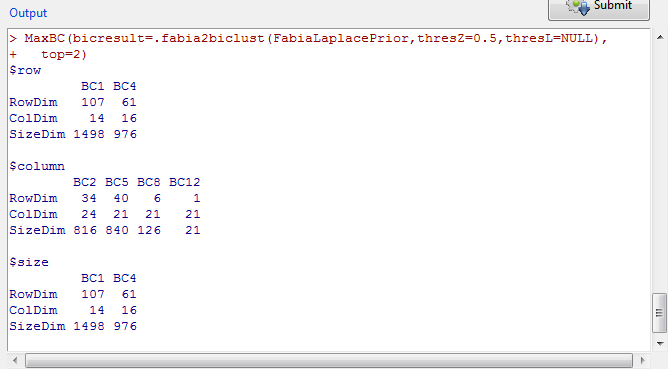 Output
Submit
> MaxBC(bicresult=.fabia2biclust(FabiaLaplacePrior,thresZ=0.5,thresL=NULL),
+   top=2)
$row
         BC1 BC4
RowDim   107  61
ColDim    14  16
SizeDim 1498 976
$column
        BC2 BC5 BC8 BC12
RowDim   34  40   6    1
ColDim   24  21  21   21
SizeDim 816 840 126   21
$size
         BC1 BC4
RowDim   107  61
ColDim    14  16
SizeDim 1498 976